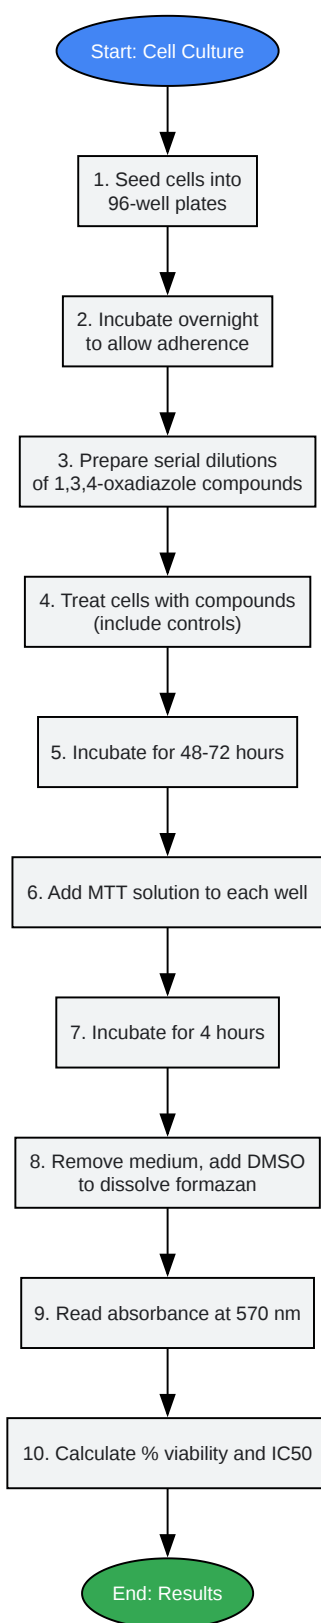 Start: Cell Culture
1. Seed cells into
96-well plates
2. Incubate overnight
to allow adherence
3. Prepare serial dilutions
of 1,3,4-oxadiazole compounds
4. Treat cells with compounds
(include controls)
5. Incubate for 48-72 hours
6. Add MTT solution to each well
7. Incubate for 4 hours
8. Remove medium, add DMSO
to dissolve formazan
9. Read absorbance at 570 nm
10. Calculate % viability and IC50
End: Results